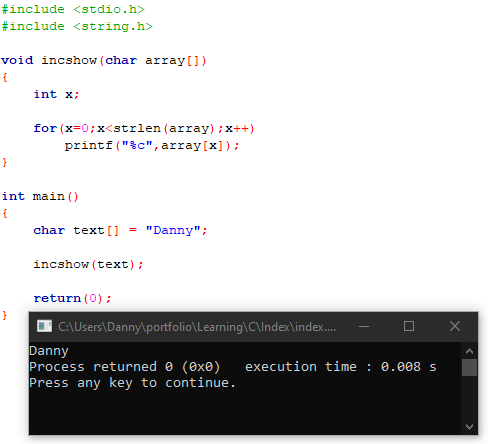 #include <stdio.h>
#include <string.h>
void incshow(char array[])
{
    int x;
    for(x=0;x<strlen(array);x++)
        printf("%c",array[x]);
}
int main()
{
    char text[] = "Danny";
    incshow(text);
    return(0);
}
C:\Users\Danny\portfolio\Learning\C\Index\index....
Danny
Process returned 0 (0x0)   execution time : 0.008 s
Press any key to continue.